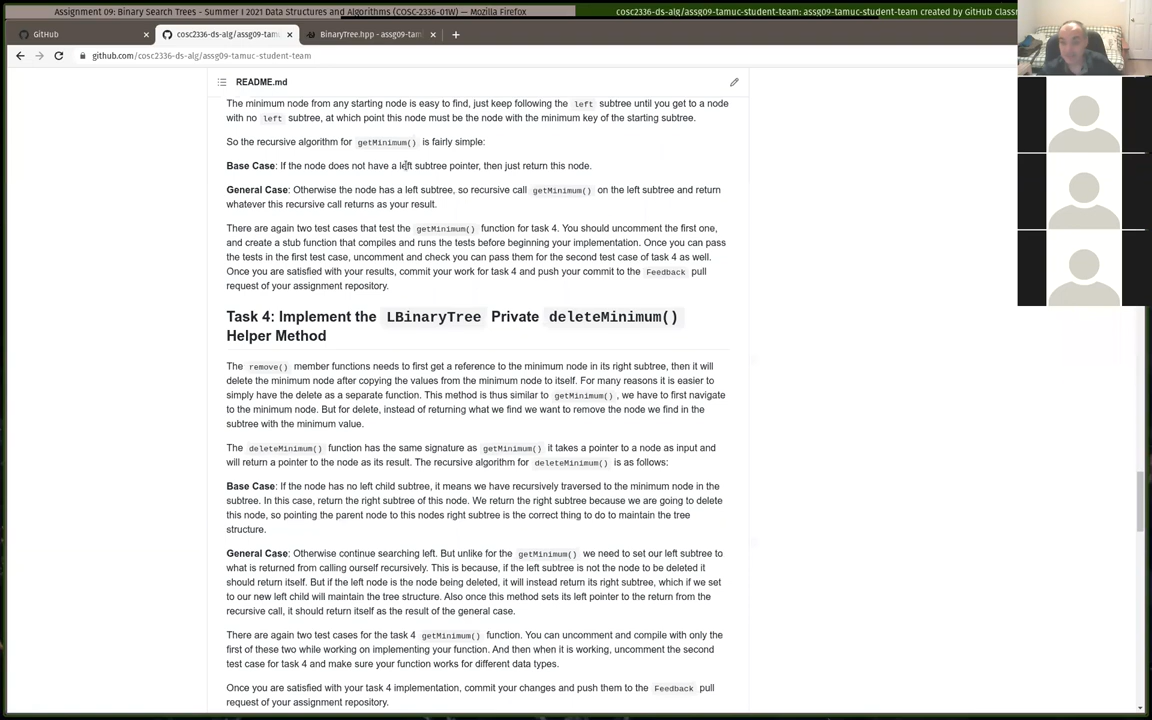 Assignment 09: Binary Search Trees - Summer I 2021 Data Structures and Algorithms (COSC-2336-01W) — Mozilla Firefox
cosc2336-ds-alg/assg09-tamuc-student-team: assg09-tamuc-student-team created by GitHub Class
GitHub
cosc2336-ds-alg/assg09-tam
BinaryTree.hpp - assg09-tam
github.com/cosc2336-ds-alg/assg09-tamuc-student-team
README.md
The minimum node from any starting node is easy to find, just keep following the left subtree until you get to a node
with no left subtree, at which point this node must be the node with the minimum key of the starting subtree.
So the recursive algorithm for getMinimum() is fairly simple:
Base Case: If the node does not have a left subtree pointer, then just return this node.
General Case: Otherwise the node has a left subtree, so recursive call getMinimum() on the left subtree and return
whatever this recursive call returns as your result.
There are again two test cases that test the getMinimum() function for task 4. You should uncomment the first one,
and create a stub function that compiles and runs the tests before beginning your implementation. Once you can pass
the tests in the first test case, uncomment and check you can pass them for the second test case of task 4 as well.
Once you are satisfied with your results, commit your work for task 4 and push your commit to the Feedback pull
request of your assignment repository.
Task 4: Implement the LBinaryTree Private deleteMinimum()
Helper Method
The remove() member functions needs to first get a reference to the minimum node in its right subtree, then it will
delete the minimum node after copying the values from the minimum node to itself. For many reasons it is easier to
simply have the delete as a separate function. This method is thus similar to getMinimum() , we have to first navigate
to the minimum node. But for delete, instead of returning what we find we want to remove the node we find in the
subtree with the minimum value.
The deleteMinimum() function has the same signature as getMinimum() it takes a pointer to a node as input and
will return a pointer to the node as its result. The recursive algorithm for deleteMinimum() is as follows:
Base Case: If the node has no left child subtree, it means we have recursively traversed to the minimum node in the
subtree. In this case, return the right subtree of this node. We return the right subtree because we are going to delete
this node, so pointing the parent node to this nodes right subtree is the correct thing to do to maintain the tree
structure.
General Case: Otherwise continue searching left. But unlike for the getMinimum() we need to set our left subtree to
what is returned from calling ourself recursively. This is because, if the left subtree is not the node to be deleted it
should return itself. But if the left node is the node being deleted, it will instead return its right subtree, which if we set
to our new left child will maintain the tree structure. Also once this method sets its left pointer to the return from the
recursive call, it should return itself as the result of the general case.
There are again two test cases for the task 4 getMinimum() function. You can uncomment and compile with only the
first of these two while working on implementing your function. And then when it is working, uncomment the second
test case for task 4 and make sure your function works for different data types.
Once you are satisfied with your task 4 implementation, commit your changes and push them to the Feedback pull
request of your assignment repository.